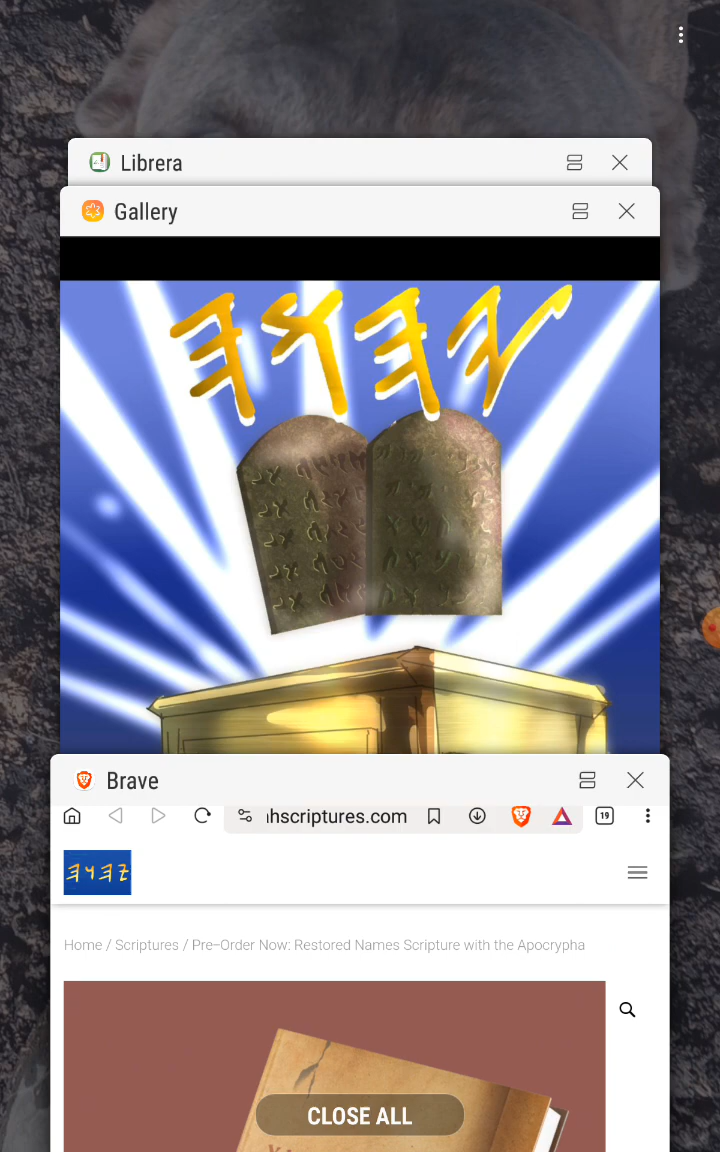 Librera
Gallery
𐤉𐤄𐤅𐤄
Brave
hscriptures.com
19
𐤉𐤄𐤅𐤄
Home / Scriptures / Pre–Order Now: Restored Names Scripture with the Apocrypha
CLOSE ALL